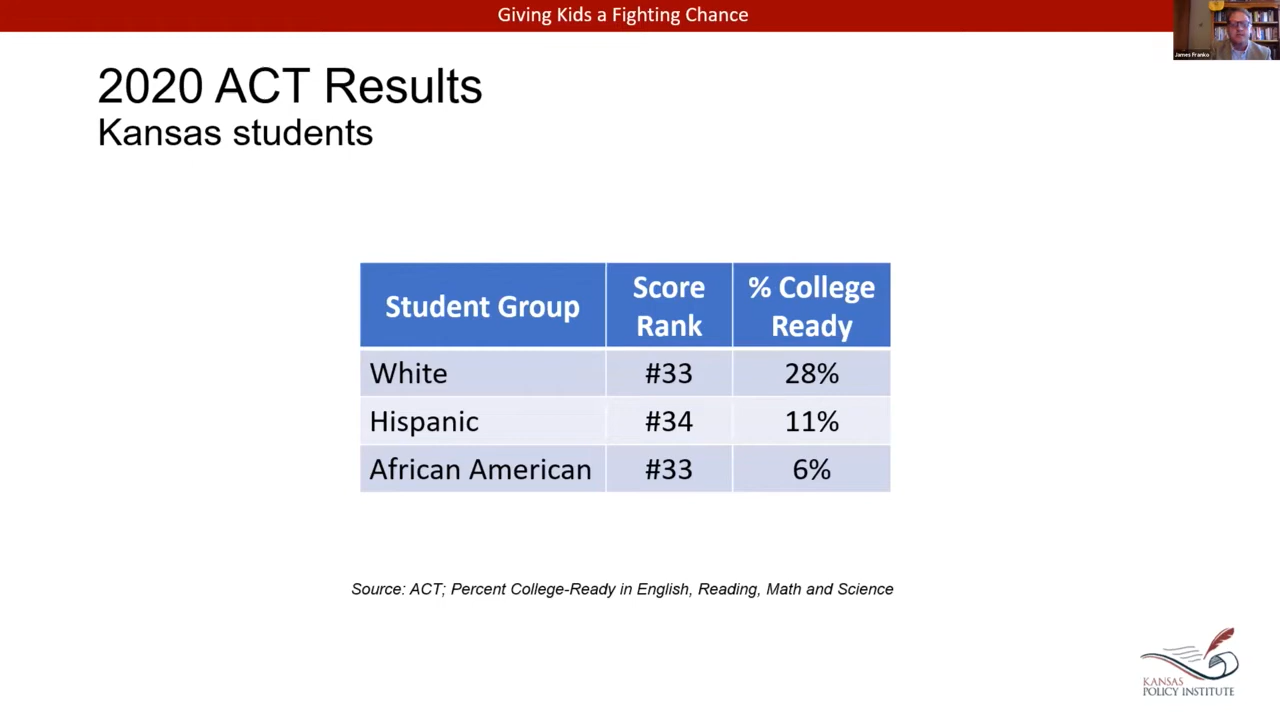 Giving Kids a Fighting Chance
James Franko
2020 ACT Results
Kansas students
Student Group
Score Rank
% College Ready
White #33 28%
Hispanic #34 11%
African American #33 6%
Source: ACT; Percent College-Ready in English, Reading, Math and Science
KANSAS
POLICY INSTITUTE